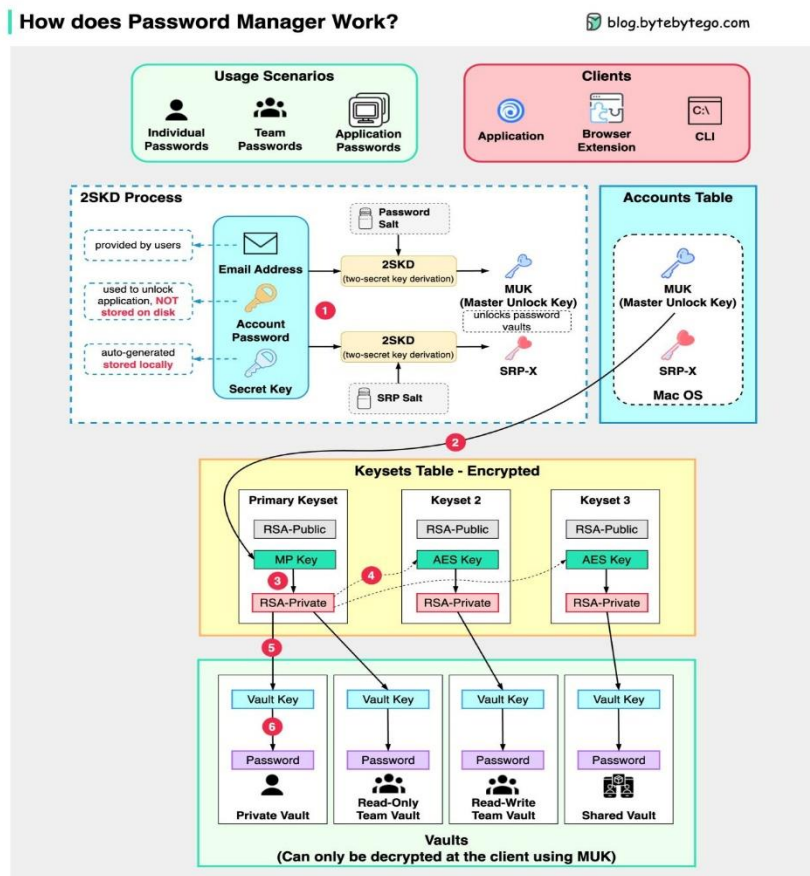 How does Password Manager Work?
blog.bytebytego.com
Usage Scenarios
Individual
Passwords
Team
Passwords
Application
Passwords
Clients
Application
Browser
Extension
C:\
CLI
2SKD Process
provided by users
used to unlock
application, NOT
stored on disk
auto-generated
stored locally
Email Address
Account
Password
Secret Key
1
Password
Salt
2SKD
(two-secret key derivation)
MUK
(Master Unlock Key)
unlocks password
vaults
2SKD
(two-secret key derivation)
SRP-X
SRP Salt
Accounts Table
MUK
(Master Unlock Key)
SRP-X
Mac OS
2
Keysets Table - Encrypted
Primary Keyset
RSA-Public
MP Key
3
RSA-Private
4
Keyset 2
RSA-Public
AES Key
RSA-Private
Keyset 3
RSA-Public
AES Key
RSA-Private
5
Vault Key
6
Password
Private Vault
Vault Key
Password
Read-Only
Team Vault
Vault Key
Password
Read-Write
Team Vault
Vault Key
Password
Shared Vault
Vaults
(Can only be decrypted at the client using MUK)